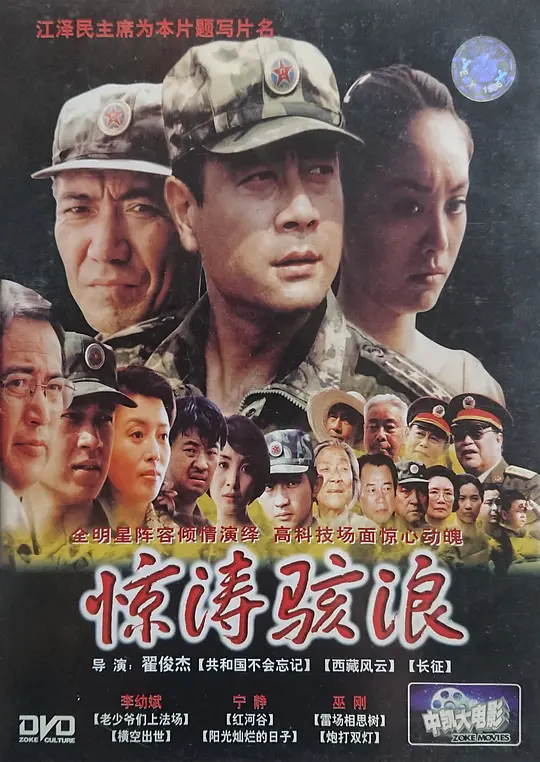 江泽民主席为本片题写片名
全明星阵容倾情演绎 高科技场面惊心动魄
惊涛骇浪
导 演：翟俊杰【共和国不会忘记】【西藏风云】【长征】
李幼斌 宁 静 巫 刚
【老少爷们上法场】 【红河谷】 【雷场相思树】
【横空出世】 【阳光灿烂的日子】 【炮打双灯】
DVD
ZOKE CULTURE
中凯大电影
ZOKE MOVIES